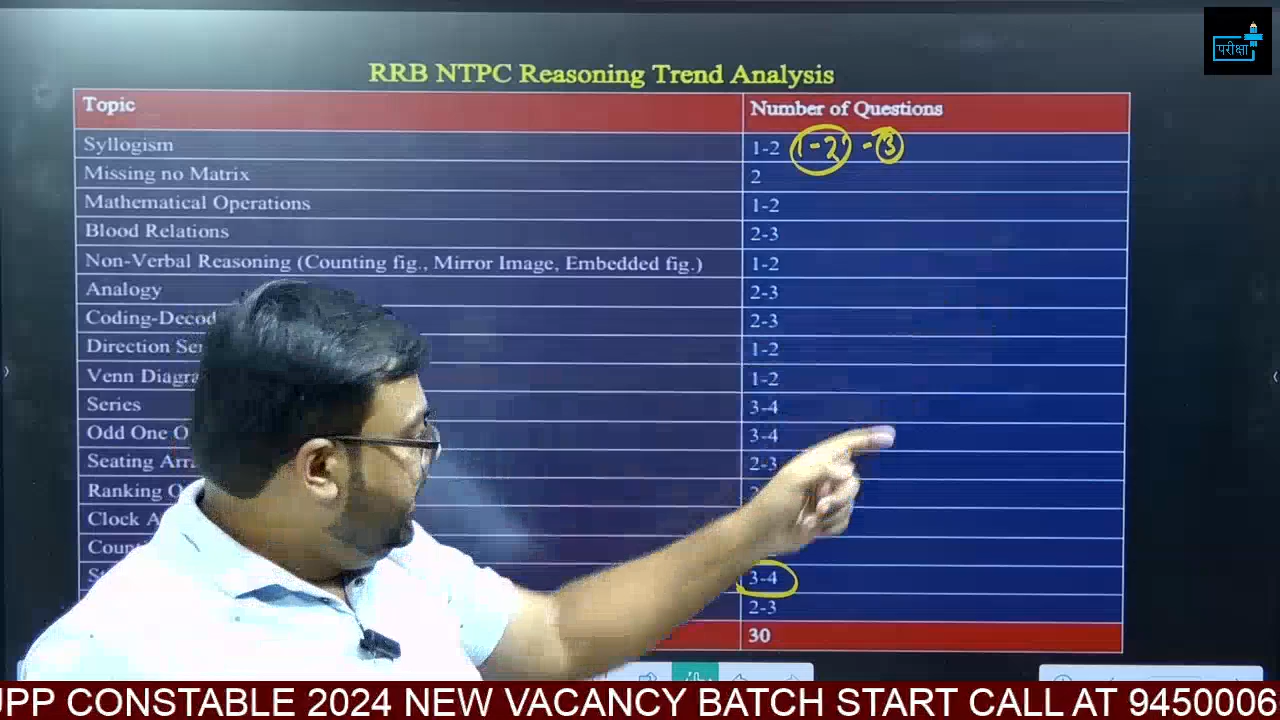 परीक्षा
RRB NTPC Reasoning Trend Analysis
Topic Number of Questions
Syllogism 1-2 1-2 -3
Missing no Matrix 2
Mathematical Operations 1-2
Blood Relations 2-3
Non-Verbal Reasoning (Counting fig., Mirror Image, Embedded fig.) 1-2
Analogy 2-3
Coding-Decod 2-3
Direction Sen 1-2
Venn Diagra 1-2
Series 3-4
Odd One O 3-4
Seating Arr 2-3
Ranking O
Clock A
Count
St 3-4
2-3
30
UPP CONSTABLE 2024 NEW VACANCY BATCH START CALL AT 9450006